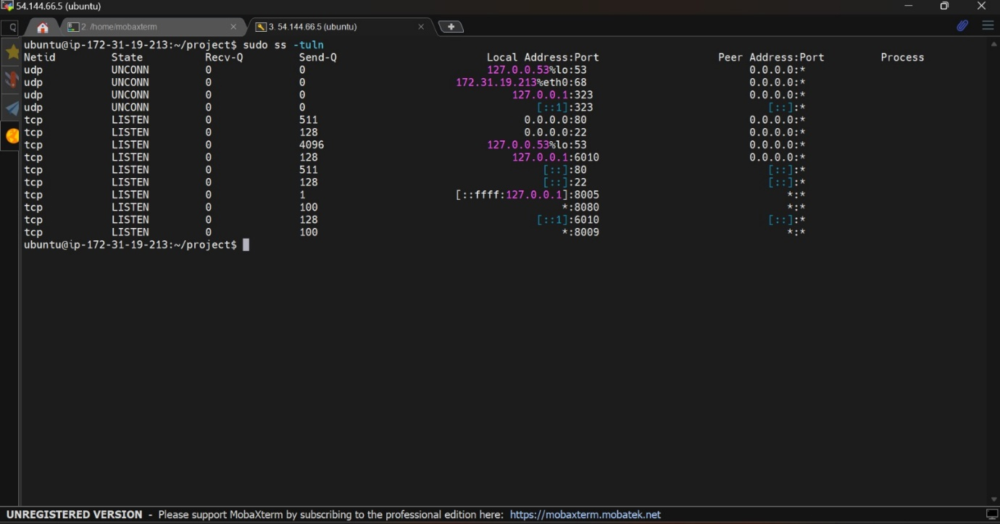 54.144.66.5 (ubuntu)
2. /home/mobaxterm
3. 54.144.66.5 (ubuntu)
ubuntu@ip-172-31-19-213:~/project$ sudo ss -tuln
Netid State Recv-Q Send-Q Local Address:Port Peer Address:Port Process
udp UNCONN 0 0 127.0.0.53%lo:53 0.0.0.0:*
udp UNCONN 0 0 172.31.19.213%eth0:68 0.0.0.0:*
udp UNCONN 0 0 127.0.0.1:323 0.0.0.0:*
udp UNCONN 0 0 [::1]:323 [::]:*
tcp LISTEN 0 511 0.0.0.0:80 0.0.0.0:*
tcp LISTEN 0 128 0.0.0.0:22 0.0.0.0:*
tcp LISTEN 0 4096 127.0.0.53%lo:53 0.0.0.0:*
tcp LISTEN 0 128 127.0.0.1:6010 0.0.0.0:*
tcp LISTEN 0 511 [::]:80 [::]:*
tcp LISTEN 0 128 [::]:22 [::]:*
tcp LISTEN 0 1 [::ffff:127.0.0.1]:8005 *:*
tcp LISTEN 0 100 *:8080 *:*
tcp LISTEN 0 128 [::1]:6010 [::]:*
tcp LISTEN 0 100 *:8009 *:*
ubuntu@ip-172-31-19-213:~/project$
UNREGISTERED VERSION - Please support MobaXterm by subscribing to the professional edition here: https://mobaxterm.mobatek.net